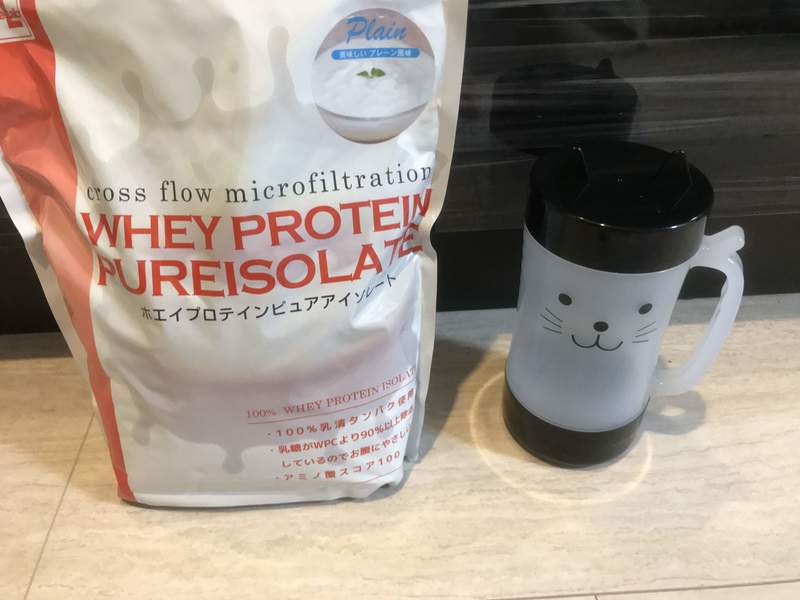 Plain
美味しい プレーン風味
cross flow microfiltration
WHEY PROTEIN
PUREISOLATE
ホエイプロテインピュアアイソレート
100% WHEY PROTEIN ISOLAT
・100%乳清タンパク使用
・乳糖がWPCより90%以上除去
しているのでお腹にやさしい
・アミノ酸スコア100